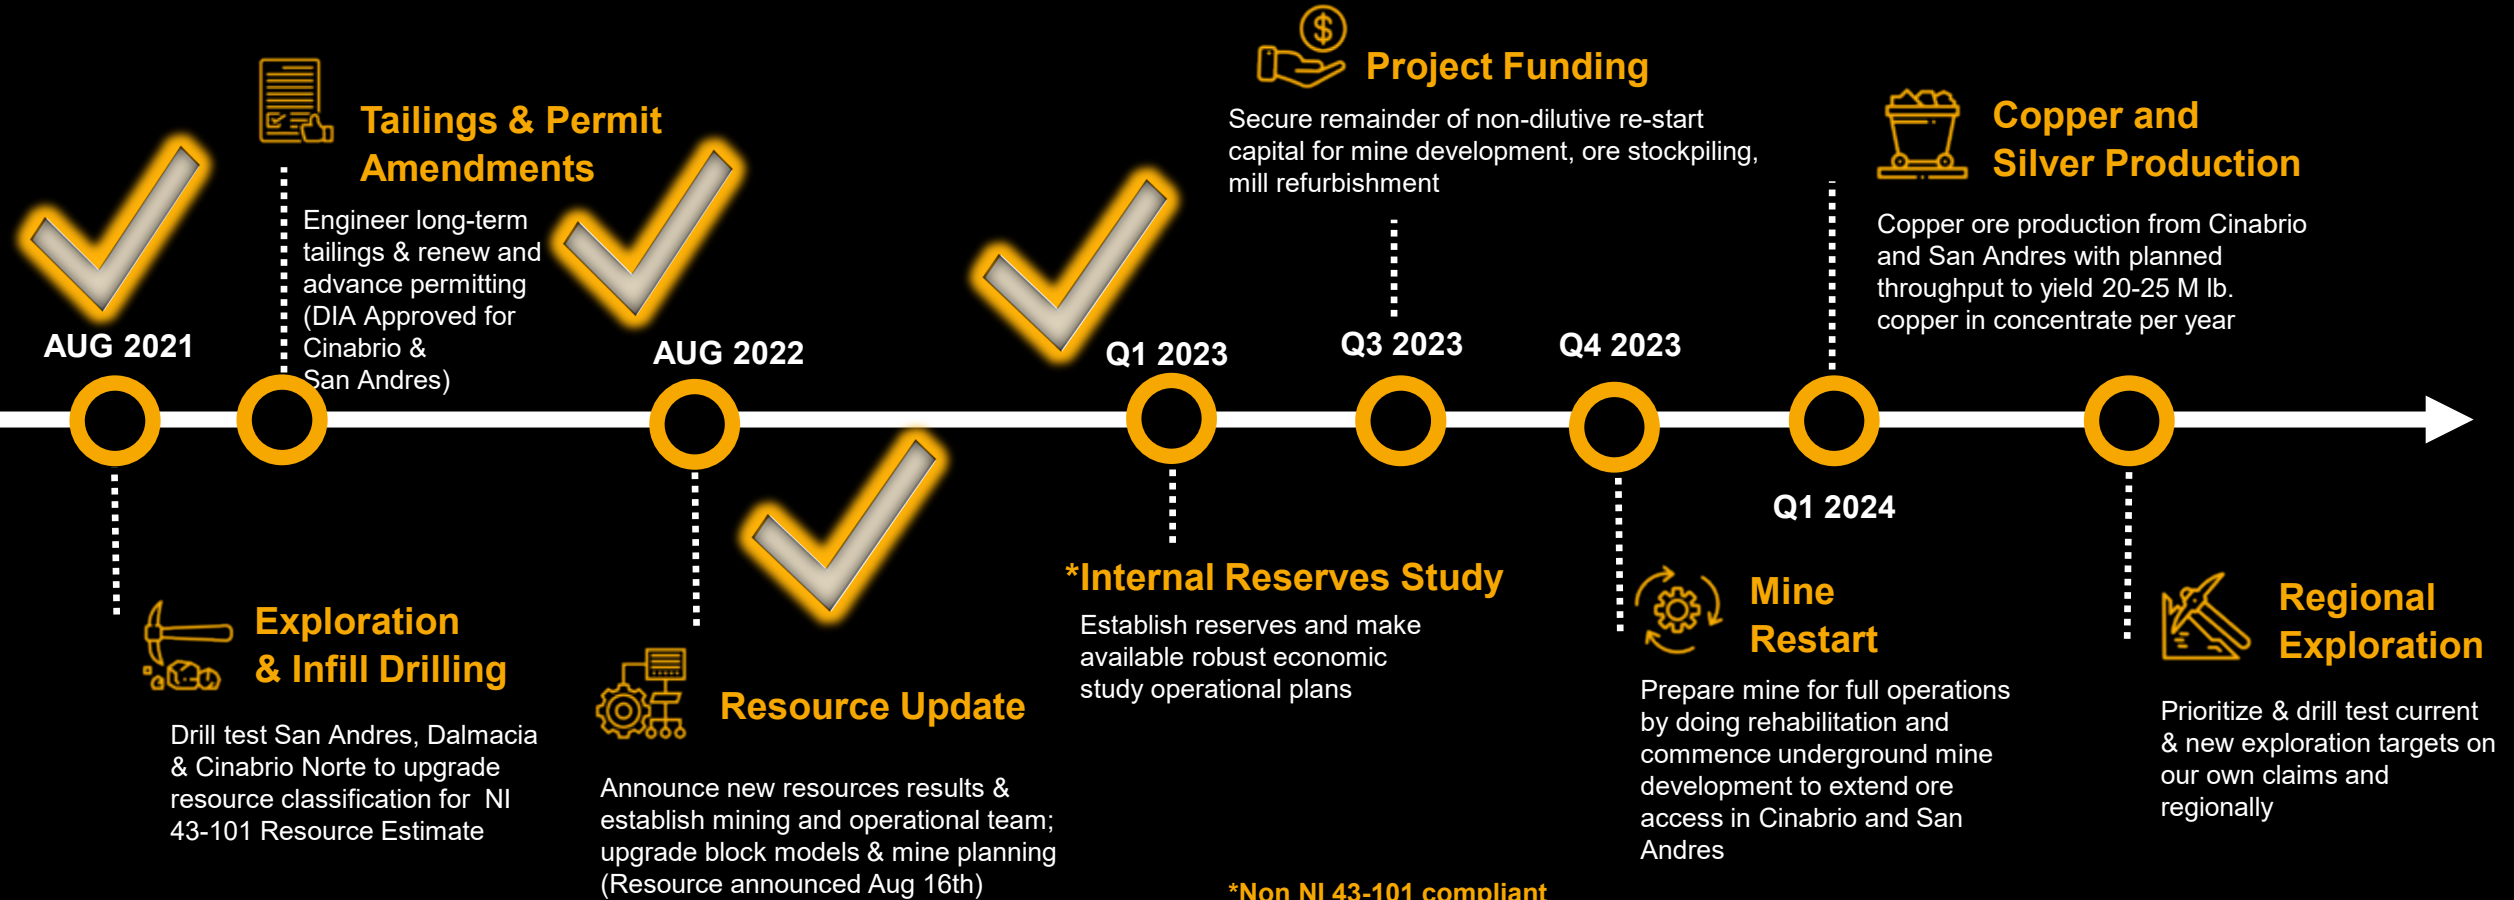 AUG 2021
Exploration
& Infill Drilling
Drill test San Andres, Dalmacia
& Cinabrio Norte to upgrade
resource classification for  NI
43-101 Resource Estimate
Tailings & Permit
Amendments
Engineer long-term
tailings & renew and
advance permitting
(DIA Approved for
Cinabrio &
San Andres)
AUG 2022
Resource Update
Announce new resources results &
establish mining and operational team;
upgrade block models & mine planning
(Resource announced Aug 16th)
Q1 2023
*Internal Reserves Study
Establish reserves and make
available robust economic
study operational plans
$
Project Funding
Secure remainder of non-dilutive re-start
capital for mine development, ore stockpiling,
mill refurbishment
Q3 2023
Q4 2023
Mine
Restart
Prepare mine for full operations
by doing rehabilitation and
commence underground mine
development to extend ore
access in Cinabrio and San
Andres
Copper and
Silver Production
Copper ore production from Cinabrio
and San Andres with planned
throughput to yield 20-25 M lb.
copper in concentrate per year
Q1 2024
Regional
Exploration
Prioritize & drill test current
& new exploration targets on
our own claims and
regionally
*Non NI 43-101 compliant